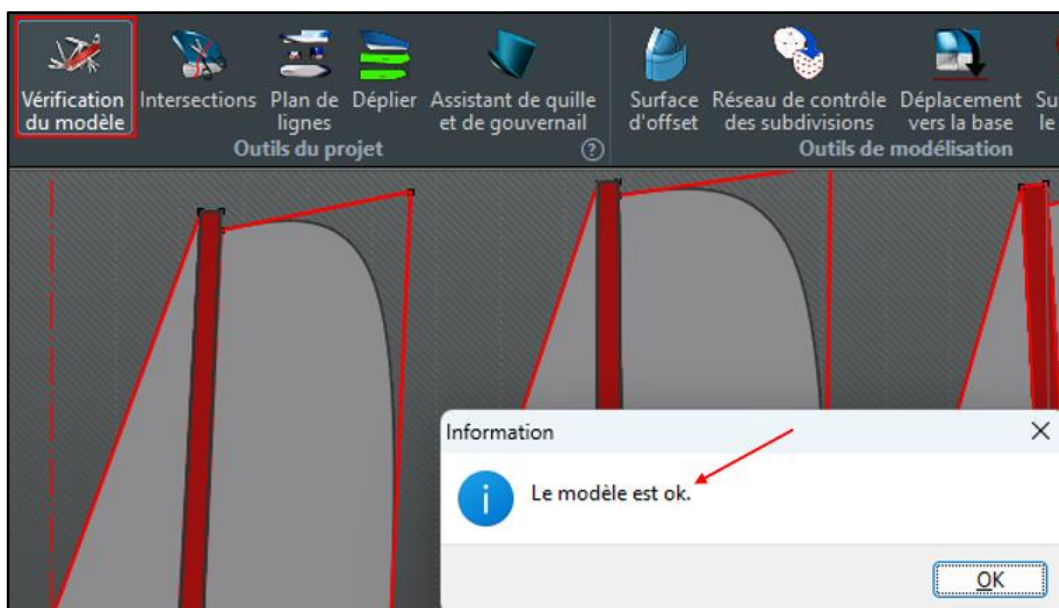 Vérification Intersections Plan de Déplier Assistant de quille Surface Réseau de contrôle Déplacement
du modèle lignes et de gouvernail d'offset des subdivisions vers la base
Outils du projet ? Outils de modélisation
Information
Le modèle est ok.
OK